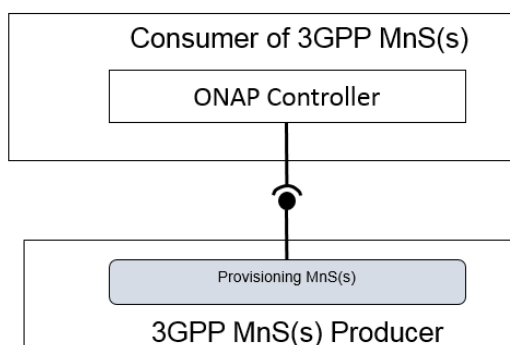 Consumer of 3GPP MnS(s)
ONAP Controller
Provisioning MnS(s)
3GPP MnS(s) Producer